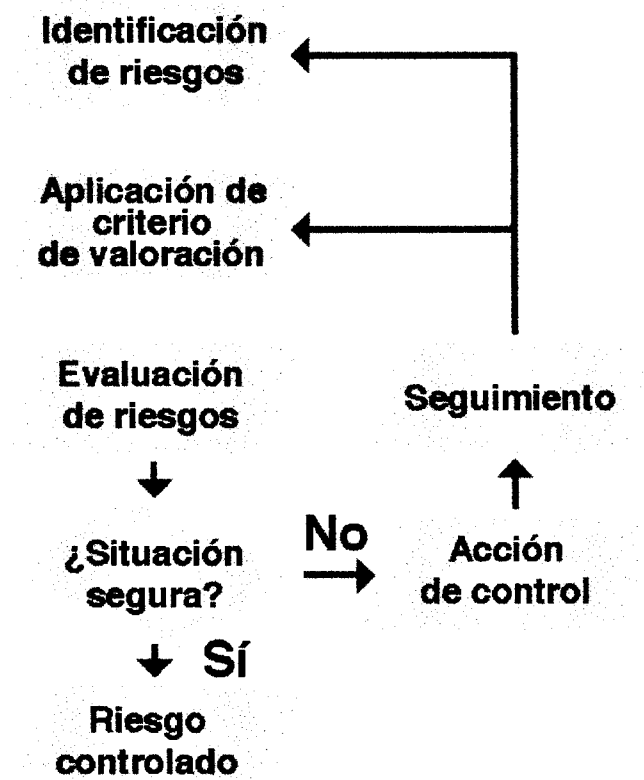 Identificación
de riesgos
Aplicación de
criterio
de valoración
Evaluación
de riesgos
Seguimiento
¿Situación
segura?
No
Acción
de control
Sí
Riesgo
controlado